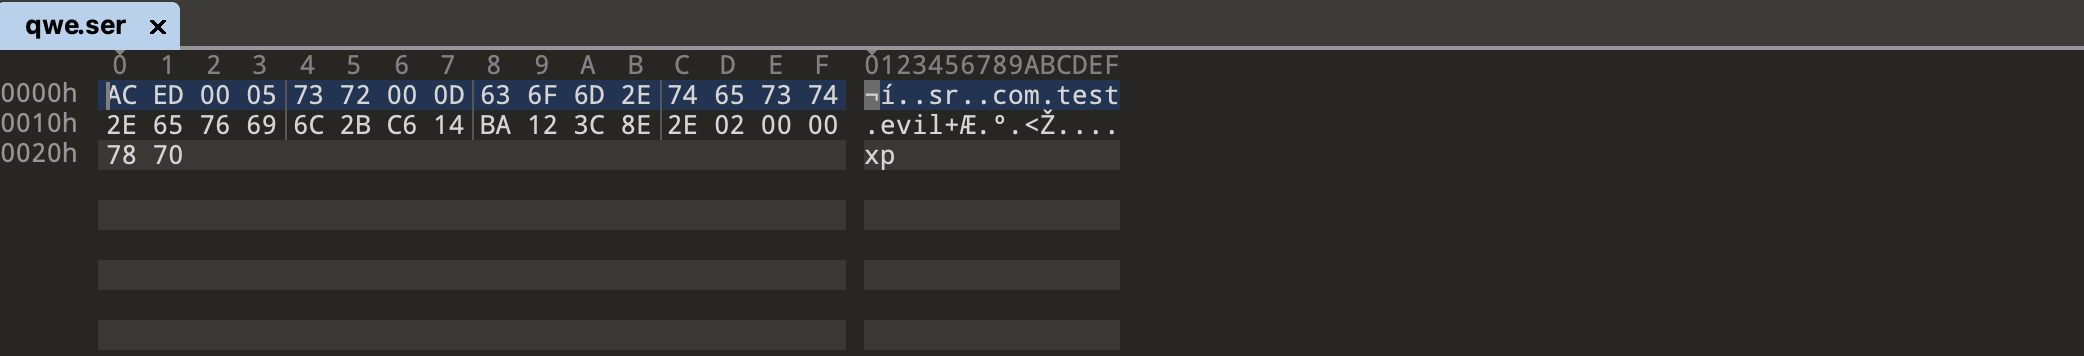 qwe.ser ×
0 1 2 3 4 5 6 7 8 9 A B C D E F 0123456789ABCDEF
0000h AC ED 00 05 73 72 00 0D 63 6F 6D 2E 74 65 73 74 ¬í..sr..com.test
0010h 2E 65 76 69 6C 2B C6 14 BA 12 3C 8E 2E 02 00 00 .evil+Æ.º.<Ž....
0020h 78 70 xp